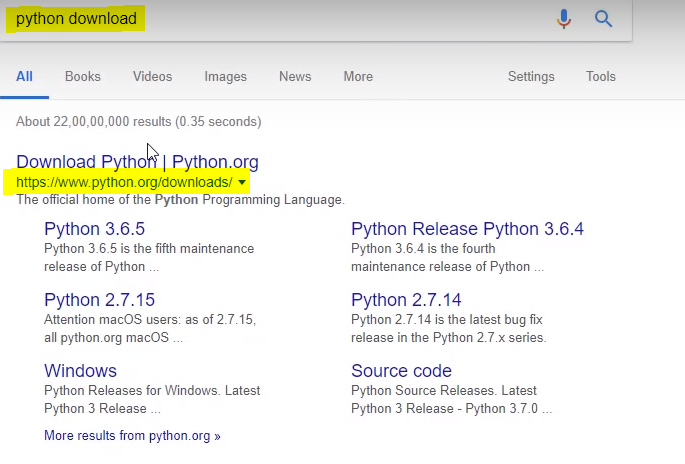 python download
All Books Videos Images News More Settings Tools
About 22,00,00,000 results (0.35 seconds)
Download Python | Python.org
https://www.python.org/downloads/
The official home of the Python Programming Language.
Python 3.6.5
Python 3.6.5 is the fifth maintenance
release of Python ...
Python Release Python 3.6.4
Python 3.6.4 is the fourth
maintenance release of Python ...
Python 2.7.15
Attention macOS users: as of 2.7.15,
all python.org macOS ...
Python 2.7.14
Python 2.7.14 is the latest bug fix
release in the Python 2.7.x series.
Windows
Python Releases for Windows. Latest
Python 3 Release ...
Source code
Python Source Releases. Latest
Python 3 Release - Python 3.7.0 ...
More results from python.org »